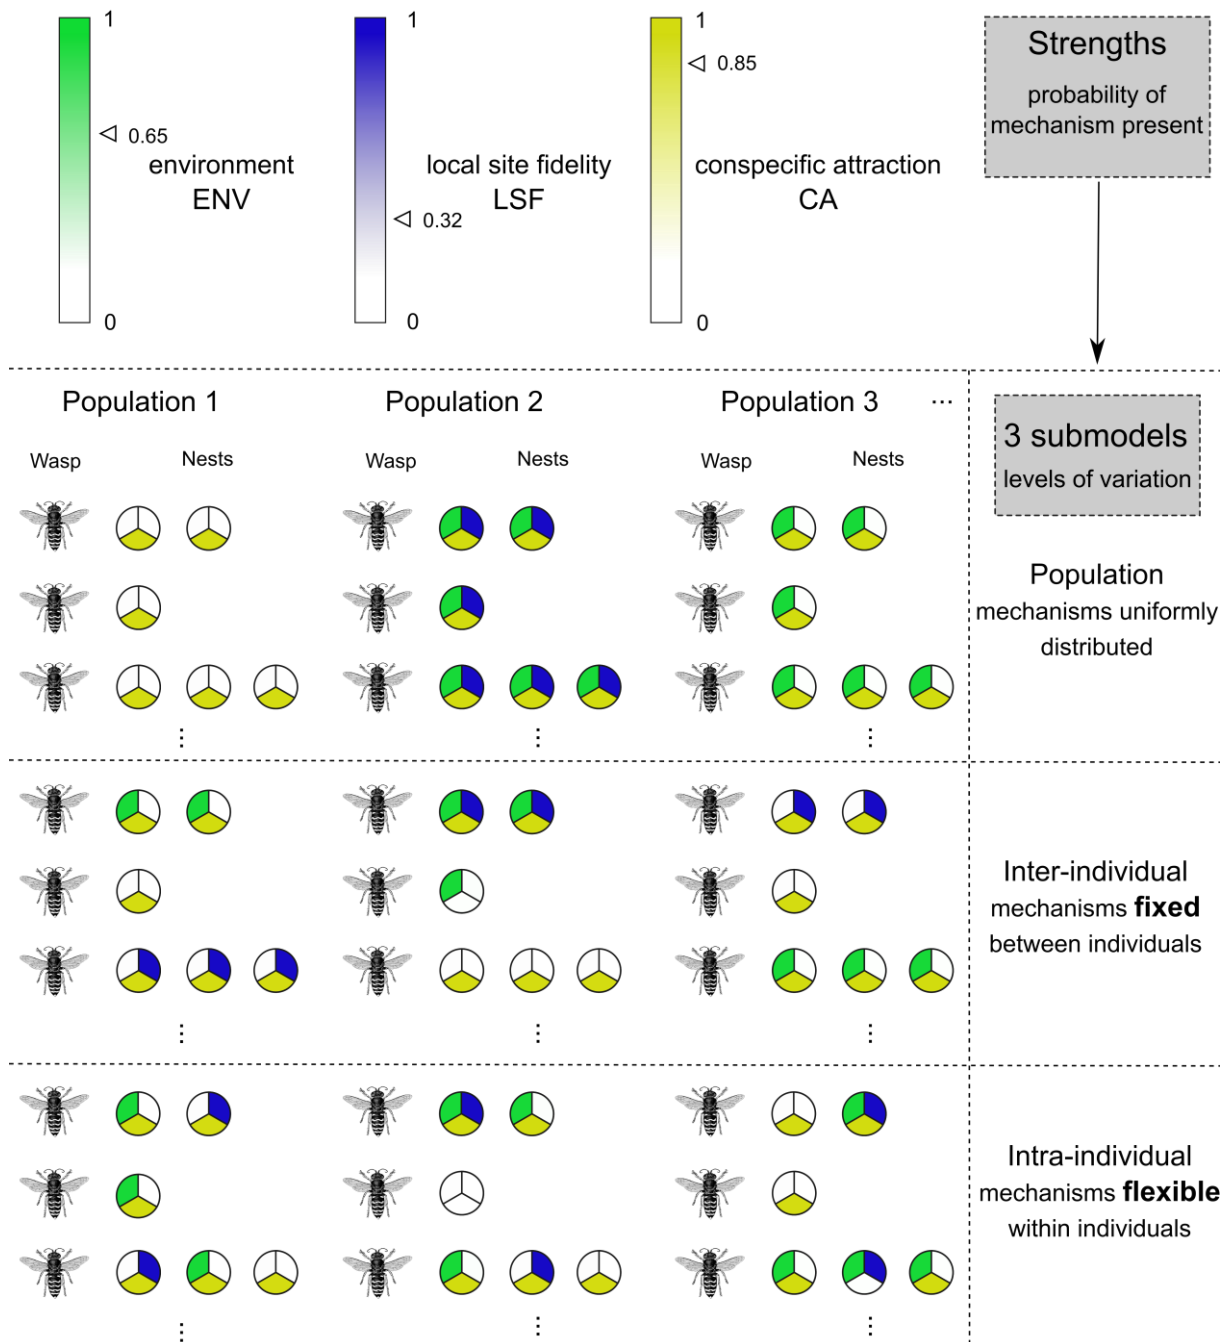 1
1
1
Strengths
probability of
mechanism present
0.85
0.65
environment
ENV
local site fidelity
LSF
conspecific attraction
CA
0.32
0
0
0
Population 1
Population 2
Population 3
...
3 submodels
levels of variation
Wasp
Nests
Wasp
Nests
Wasp
Nests
Population
mechanisms uniformly
distributed
Inter-individual
mechanisms fixed
between individuals
Intra-individual
mechanisms flexible
within individuals